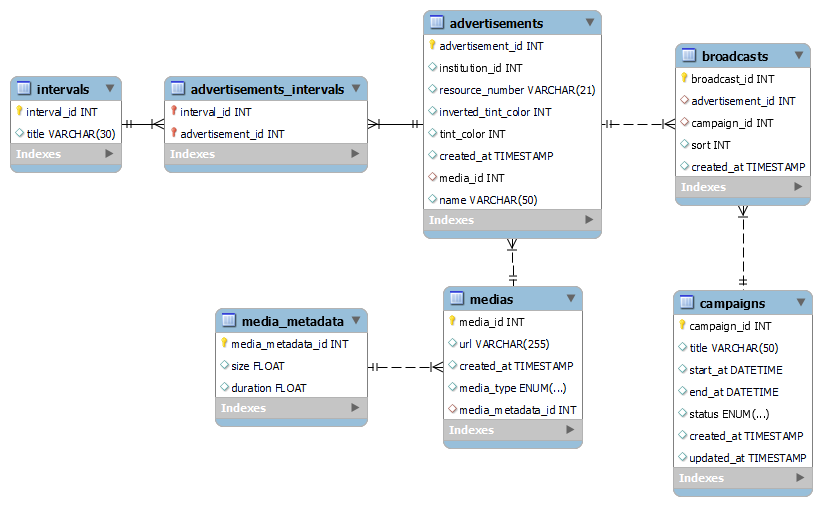 intervals
interval_id INT
title VARCHAR(30)
Indexes
advertisements_intervals
interval_id INT
advertisement_id INT
Indexes
advertisements
advertisement_id INT
institution_id INT
resource_number VARCHAR(21)
inverted_tint_color INT
tint_color INT
created_at TIMESTAMP
media_id INT
name VARCHAR(50)
Indexes
broadcasts
broadcast_id INT
advertisement_id INT
campaign_id INT
sort INT
created_at TIMESTAMP
Indexes
media_metadata
media_metadata_id INT
size FLOAT
duration FLOAT
Indexes
medias
media_id INT
url VARCHAR(255)
created_at TIMESTAMP
media_type ENUM(...)
media_metadata_id INT
Indexes
campaigns
campaign_id INT
title VARCHAR(50)
start_at DATETIME
end_at DATETIME
status ENUM(...)
created_at TIMESTAMP
updated_at TIMESTAMP
Indexes